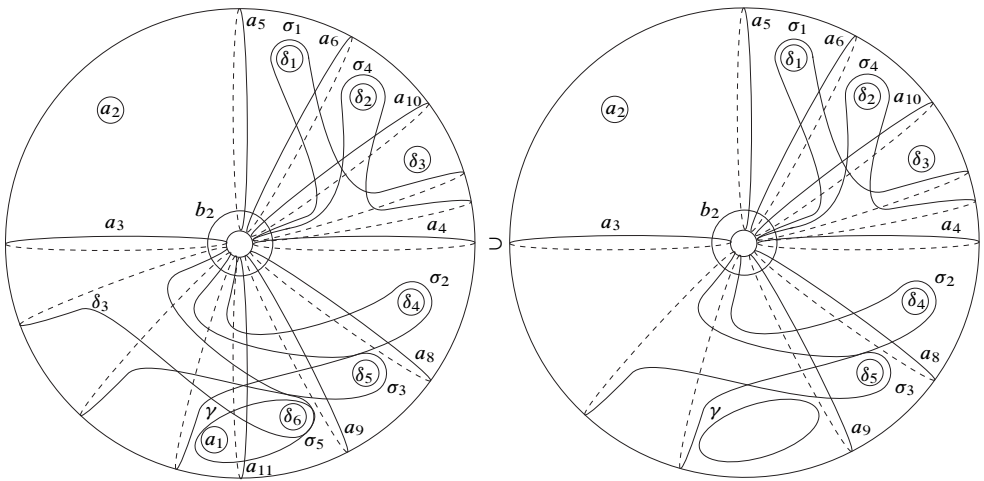 a₅ σ₁ a₆
δ₁ σ₄
a₂ δ₂ a₁₀
δ₃
b₂
a₃ a₄
σ₂
δ₃ δ₄
a₈
δ₅ σ₃
γ δ₆ a₉
a₁ σ₅
a₁₁
⊃
a₅ σ₁ a₆
δ₁ σ₄
a₂ δ₂ a₁₀
δ₃
b₂
a₃ a₄
σ₂
δ₄
a₈
δ₅ σ₃
γ a₉